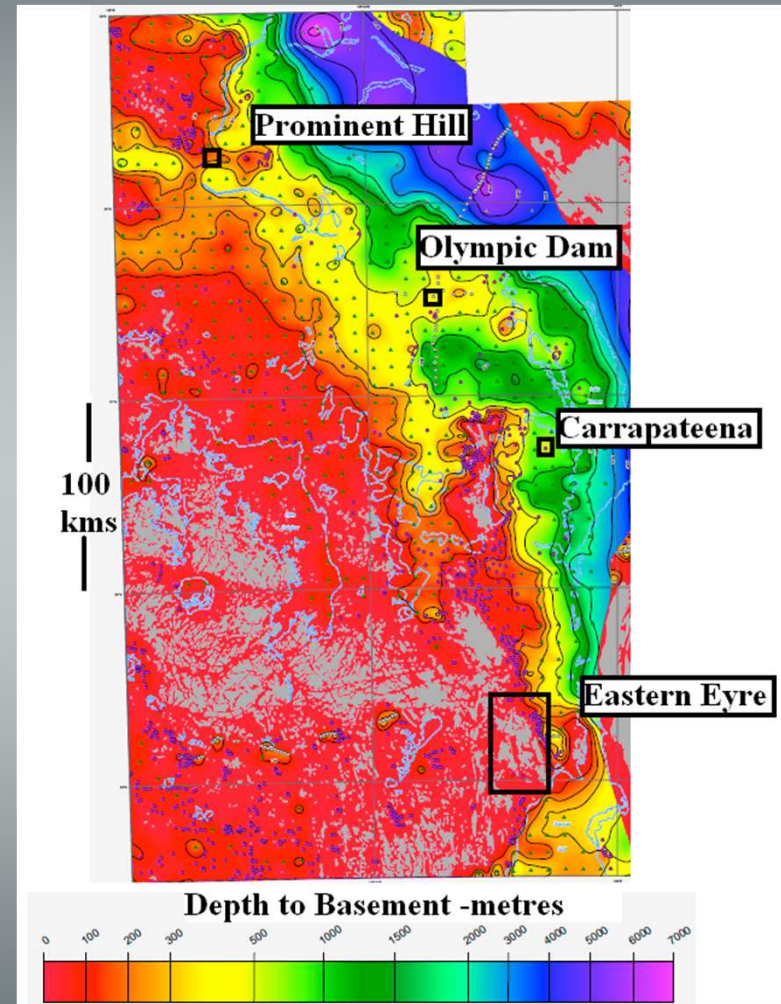 Prominent Hill
Olympic Dam
Carrapateena
100
kms
Eastern Eyre
Depth to Basement -metres
0 100 200 300 500 1000 1500 2000 3000 4000 5000 6000 7000